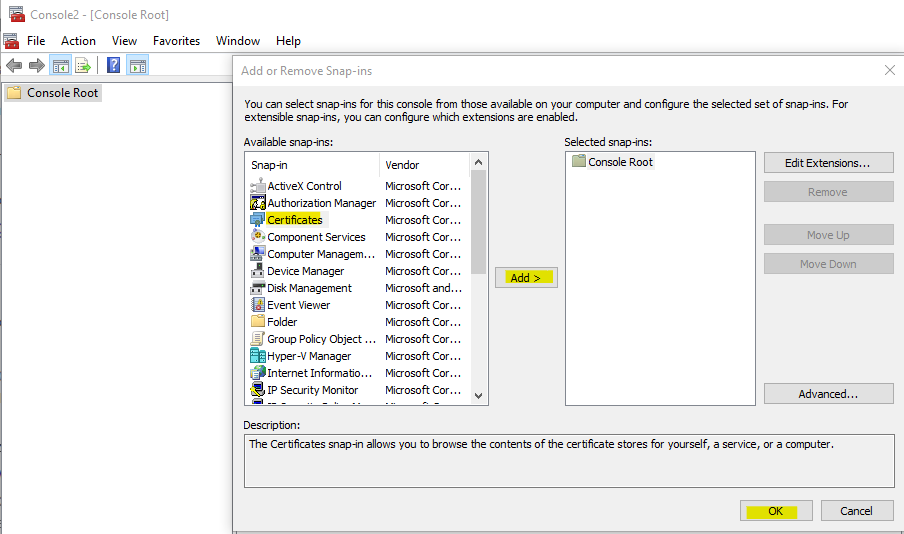 Console2 - [Console Root]
File Action View Favorites Window Help
Console Root
Add or Remove Snap-ins
You can select snap-ins for this console from those available on your computer and configure the selected set of snap-ins. For
extensible snap-ins, you can configure which extensions are enabled.
Available snap-ins:
Snap-in Vendor
ActiveX Control Microsoft Cor...
Authorization Manager Microsoft Cor...
Certificates Microsoft Cor...
Component Services Microsoft Cor...
Computer Managem... Microsoft Cor...
Device Manager Microsoft Cor...
Disk Management Microsoft and...
Event Viewer Microsoft Cor...
Folder Microsoft Cor...
Group Policy Object ... Microsoft Cor...
Hyper-V Manager Microsoft Cor...
Internet Informatio... Microsoft Cor...
IP Security Monitor Microsoft Cor...
Add >
Selected snap-ins:
Console Root
Edit Extensions...
Remove
Move Up
Move Down
Advanced...
Description:
The Certificates snap-in allows you to browse the contents of the certificate stores for yourself, a service, or a computer.
OK Cancel